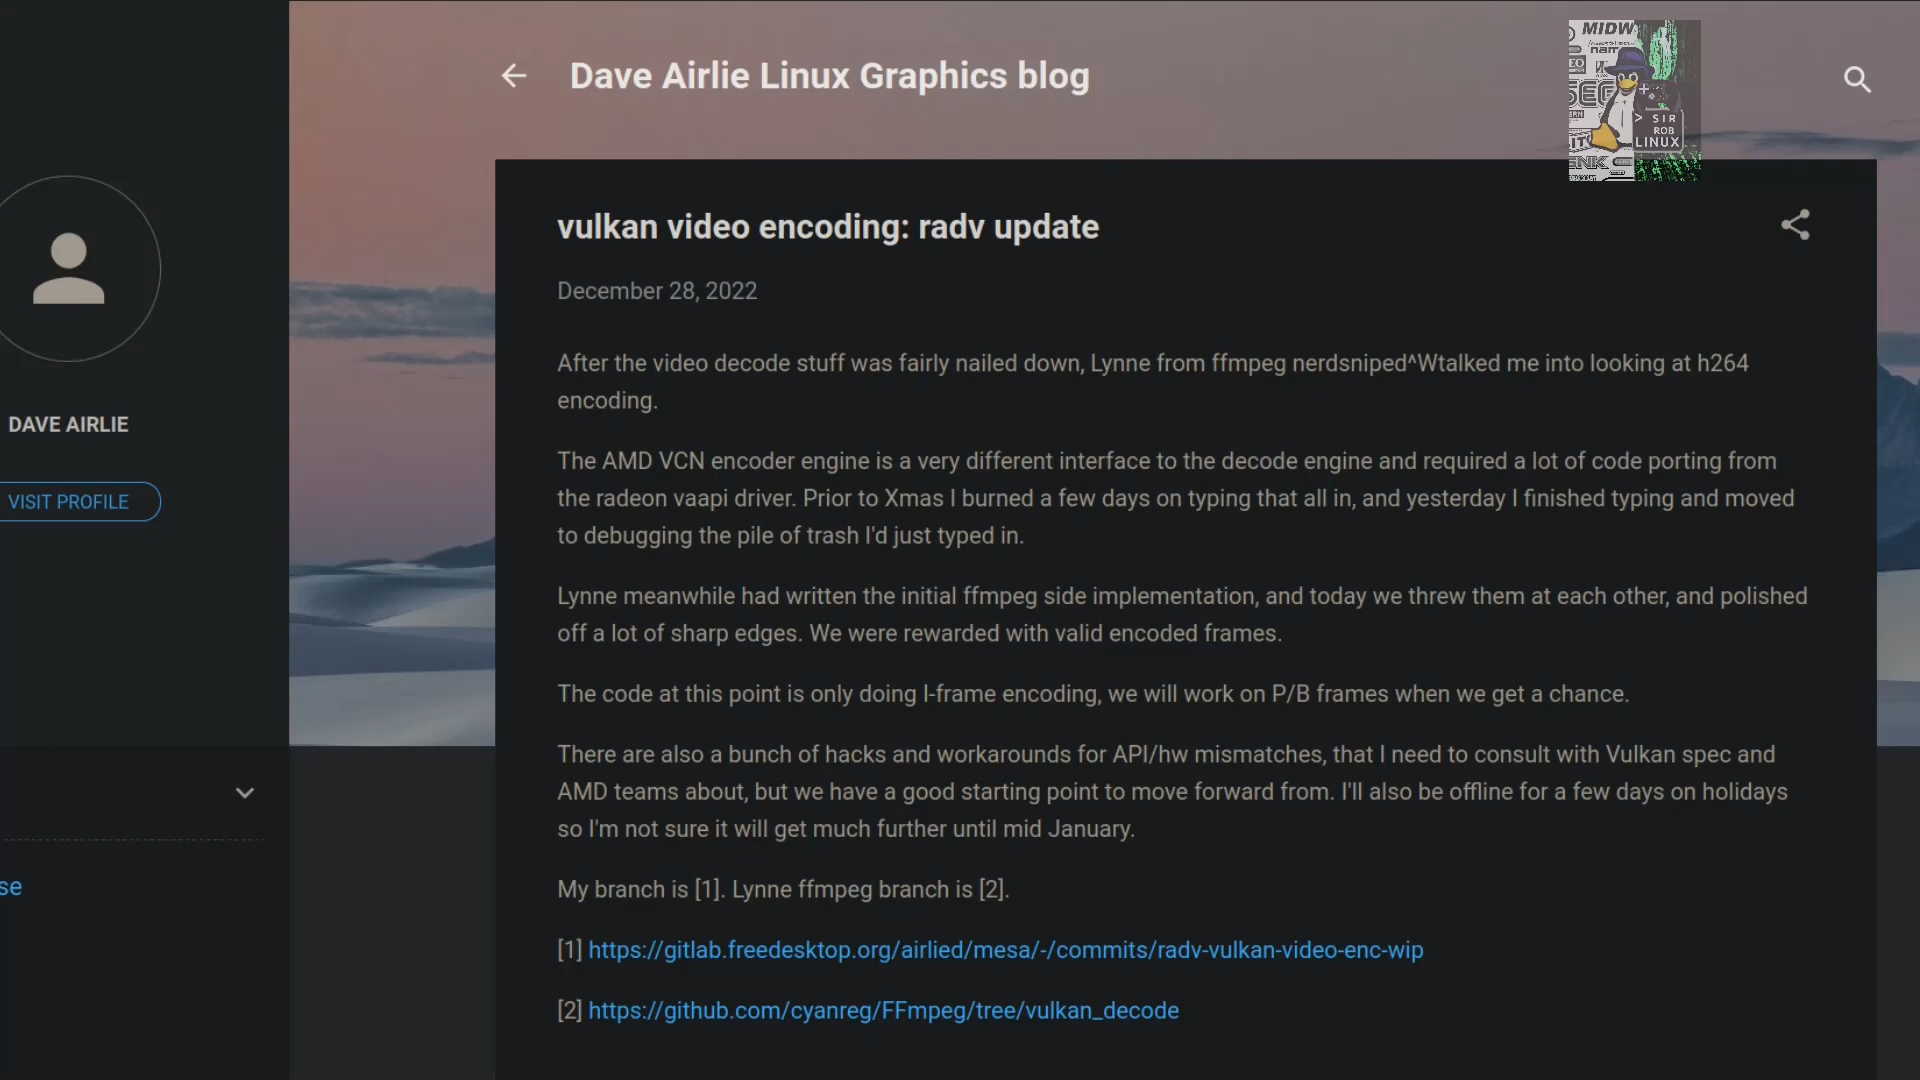 Dave Airlie Linux Graphics blog
MIDW
SEG
> SIR
ROB
LINUX
vulkan video encoding: radv update
December 28, 2022
After the video decode stuff was fairly nailed down, Lynne from ffmpeg nerdsniped^Wtalked me into looking at h264
encoding.
DAVE AIRLIE
VISIT PROFILE
The AMD VCN encoder engine is a very different interface to the decode engine and required a lot of code porting from
the radeon vaapi driver. Prior to Xmas I burned a few days on typing that all in, and yesterday I finished typing and moved
to debugging the pile of trash I'd just typed in.
Lynne meanwhile had written the initial ffmpeg side implementation, and today we threw them at each other, and polished
off a lot of sharp edges. We were rewarded with valid encoded frames.
The code at this point is only doing I-frame encoding, we will work on P/B frames when we get a chance.
There are also a bunch of hacks and workarounds for API/hw mismatches, that I need to consult with Vulkan spec and
AMD teams about, but we have a good starting point to move forward from. I'll also be offline for a few days on holidays
so I'm not sure it will get much further until mid January.
se
My branch is [1]. Lynne ffmpeg branch is [2].
[1] https://gitlab.freedesktop.org/airlied/mesa/-/commits/radv-vulkan-video-enc-wip
[2] https://github.com/cyanreg/FFmpeg/tree/vulkan_decode